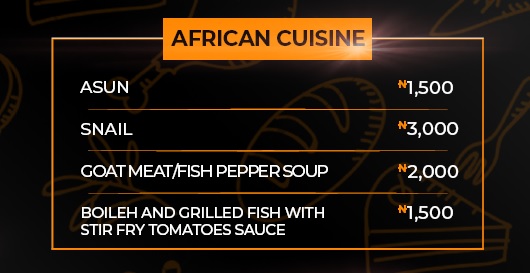 AFRICAN CUISINE
ASUN ₦1,500
SNAIL ₦3,000
GOAT MEAT/FISH PEPPER SOUP ₦2,000
BOILEH AND GRILLED FISH WITH ₦1,500
STIR FRY TOMATOES SAUCE